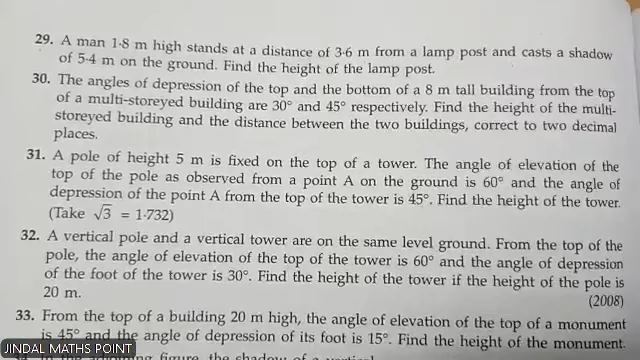 29. A man 1·8 m high stands at a distance of 3·6 m from a lamp post and casts a shadow
of 5·4 m on the ground. Find the height of the lamp post.
30. The angles of depression of the top and the bottom of a 8 m tall building from the top
of a multi-storeyed building are 30° and 45° respectively. Find the height of the multi-
storeyed building and the distance between the two buildings, correct to two decimal
places.
31. A pole of height 5 m is fixed on the top of a tower. The angle of elevation of the
top of the pole as observed from a point A on the ground is 60° and the angle of
depression of the point A from the top of the tower is 45°. Find the height of the tower.
(Take √3 = 1·732)
32. A vertical pole and a vertical tower are on the same level ground. From the top of the
pole, the angle of elevation of the top of the tower is 60° and the angle of depression
of the foot of the tower is 30°. Find the height of the tower if the height of the pole is
20 m. (2008)
33. From the top of a building 20 m high, the angle of elevation of the top of a monument
is 45° and the angle of depression of its foot is 15°. Find the height of the monument.
figure, the shadow of a
JINDAL MATHS POINT